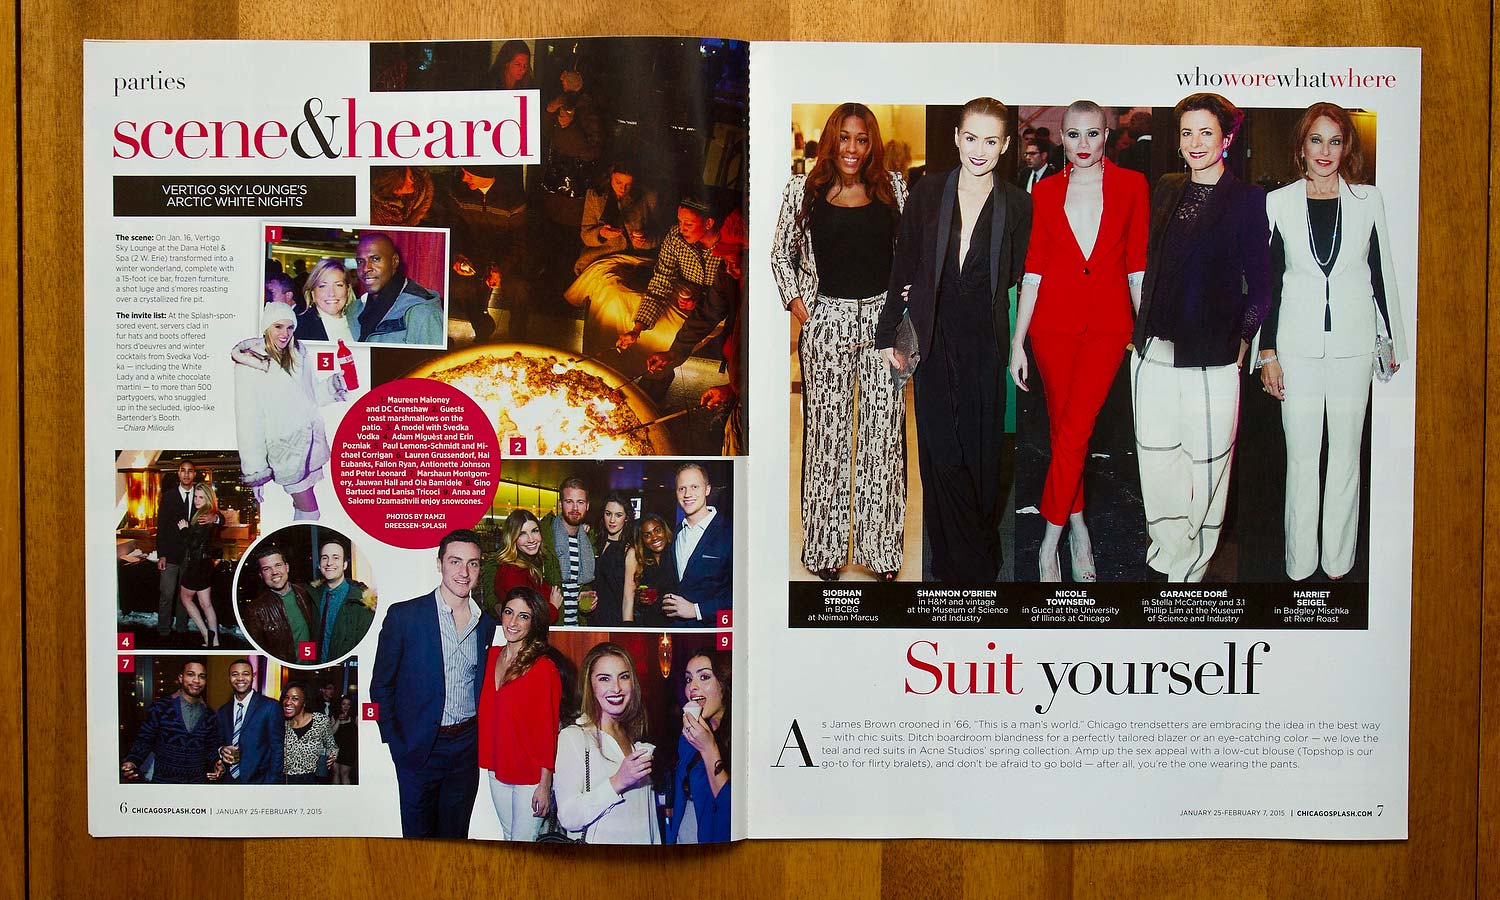 parties
scene&heard
VERTIGO SKY LOUNGE'S
ARCTIC WHITE NIGHTS
The scene: On Jan. 16, Vertigo
Sky Lounge at the Dana Hotel &
Spa (2 W. Erie) transformed into a
winter wonderland, complete with
a 15-foot ice bar, frozen furniture,
a shot luge and s'mores roasting
over a crystallized fire pit.
The invite list: At the Splash-spon-
sored event, servers clad in
fur hats and boots offered
hors d'oeuvres and winter
cocktails from Svedka Vod-
ka — including the White
Lady and a white chocolate
martini — to more than 500
partygoers, who snuggled
up in the secluded, igloo-like
Bartender's Booth.
—Chiara Milioulis
1
3
2
Maureen Maloney
and DC Crenshaw Guests
roast marshmallows on the
patio. A model with Svedka
Vodka Adam Miguèst and Erin
Pozniak Paul Lemons-Schmidt and Mi-
chael Corrigan Lauren Grussendorf, Hai
Eubanks, Fallon Ryan, Antionette Johnson
and Peter Leonard Marshaun Montgom-
ery, Jauwan Hall and Ola Bamidele Gino
Bartucci and Lanisa Tricoci Anna and
Salome Dzamashvili enjoy snowcones.
PHOTOS BY RAMZI
DREESSEN-SPLASH
4
5
6
7
8
9
6 CHICAGOSPLASH.COM | JANUARY 25-FEBRUARY 7, 2015
whoworewhatwhere
SIOBHAN
STRONG
in BCBG
at Neiman Marcus
SHANNON O'BRIEN
in H&M and vintage
at the Museum of Science
and Industry
NICOLE
TOWNSEND
in Gucci at the University
of Illinois at Chicago
GARANCE DORÉ
in Stella McCartney and 3.1
Phillip Lim at the Museum
of Science and Industry
HARRIET
SEIGEL
in Badgley Mischka
at River Roast
Suit yourself
As James Brown crooned in '66, "This is a man's world." Chicago trendsetters are embracing the idea in the best way
— with chic suits. Ditch boardroom blandness for a perfectly tailored blazer or an eye-catching color — we love the
teal and red suits in Acne Studios' spring collection. Amp up the sex appeal with a low-cut blouse (Topshop is our
go-to for flirty bralets), and don't be afraid to go bold — after all, you're the one wearing the pants.
JANUARY 25-FEBRUARY 7, 2015 | CHICAGOSPLASH.COM 7